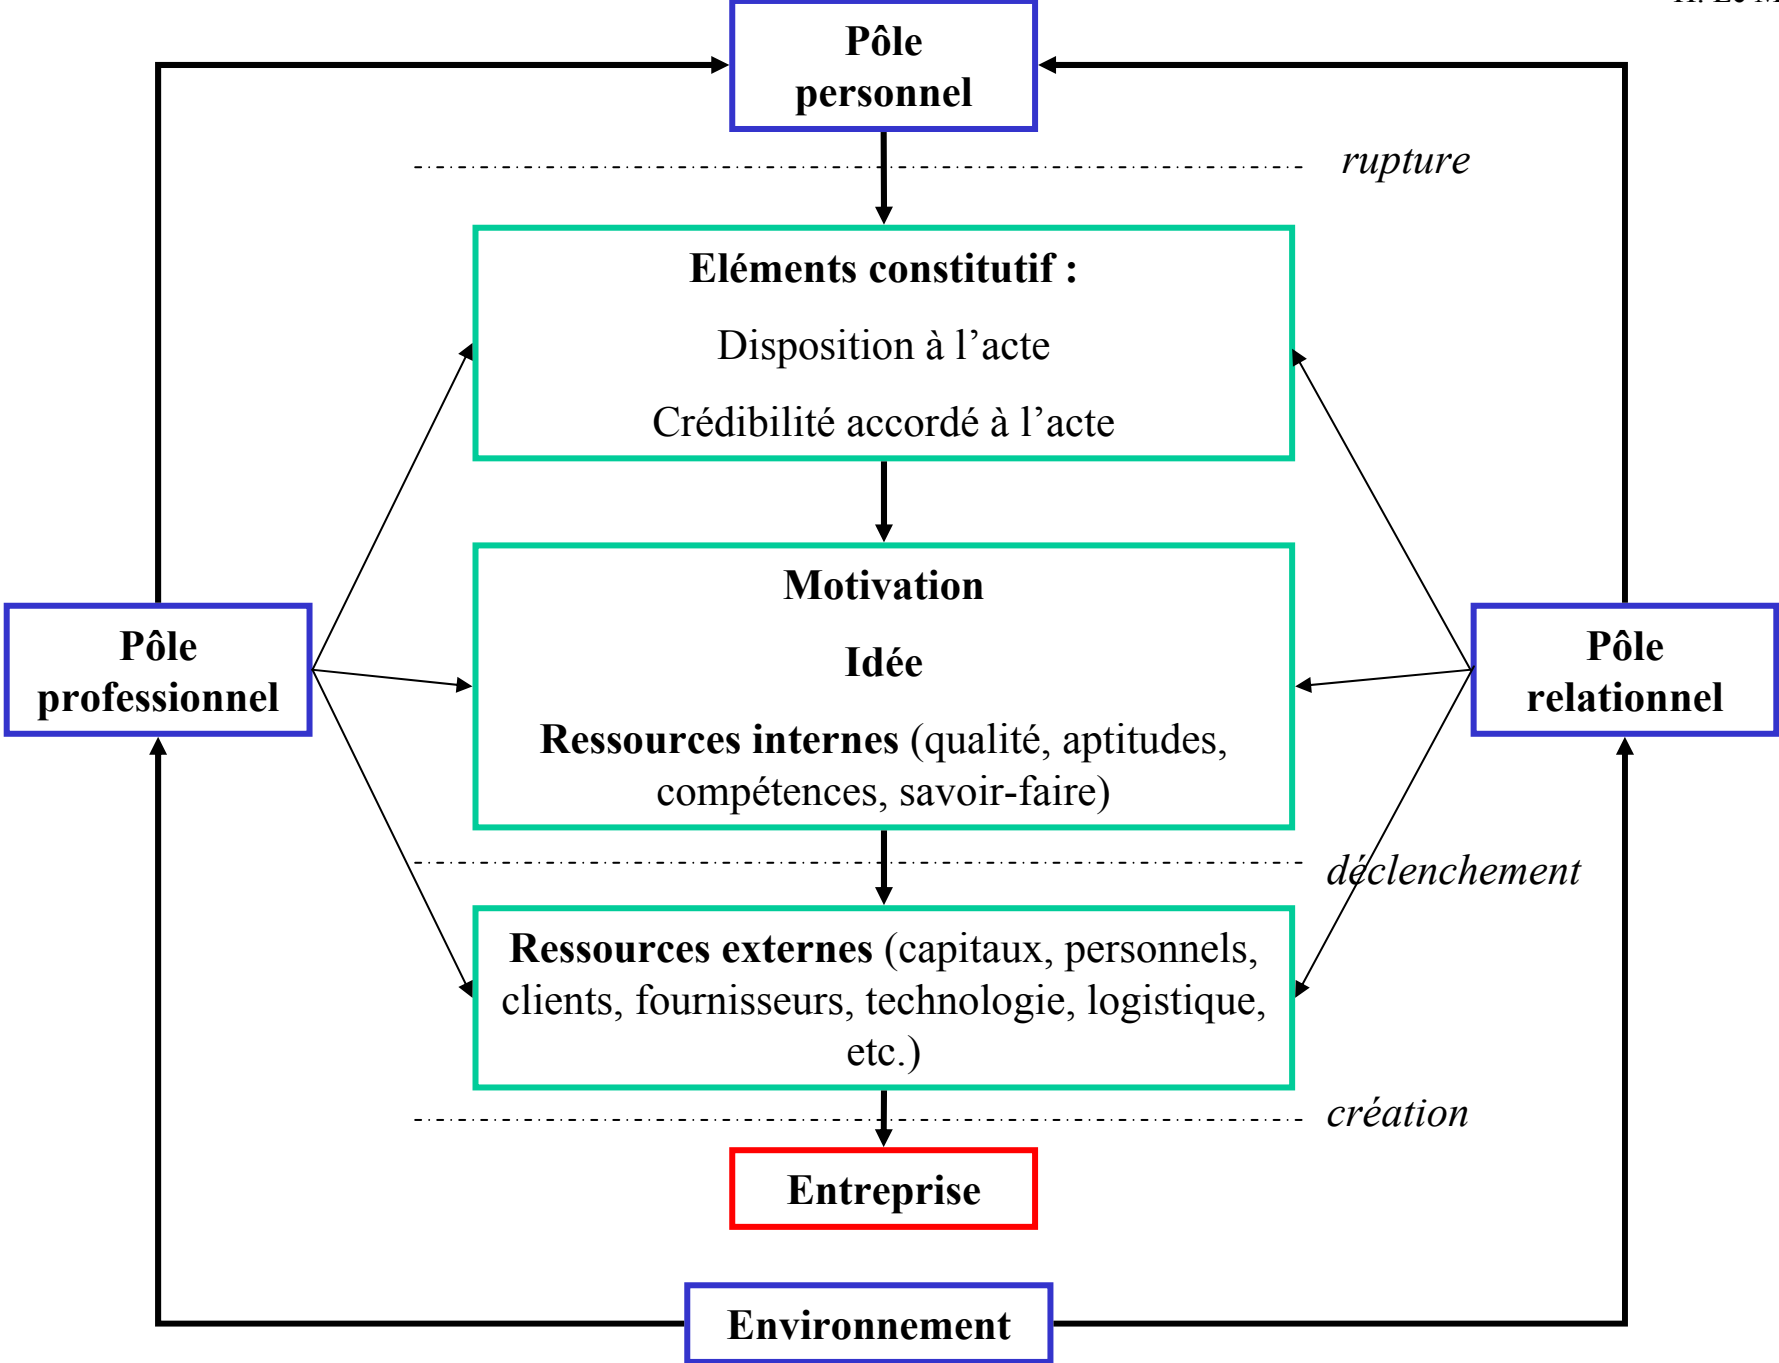 Pôle
personnel
rupture
Eléments constitutif :
Disposition à l’acte
Crédibilité accordé à l’acte
Motivation
Idée
Ressources internes (qualité, aptitudes,
compétences, savoir-faire)
Pôle
professionnel
Pôle
relationnel
déclenchement
Ressources externes (capitaux, personnels,
clients, fournisseurs, technologie, logistique,
etc.)
création
Entreprise
Environnement